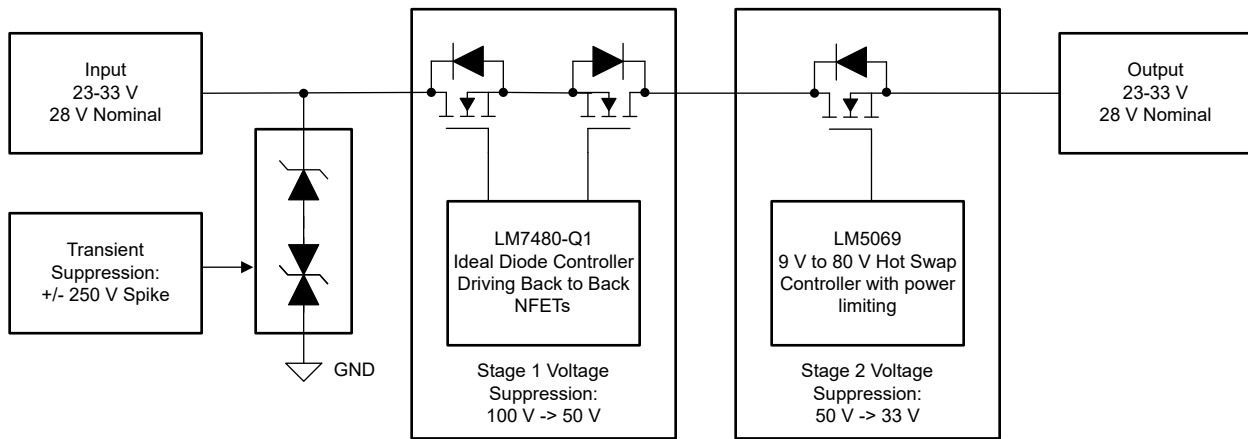 Input
23-33 V
28 V Nominal
Transient
Suppression:
+/- 250 V Spike
GND
LM7480-Q1
Ideal Diode Controller
Driving Back to Back
NFETs
Stage 1 Voltage
Suppression:
100 V -> 50 V
LM5069
9 V to 80 V Hot Swap
Controller with power
limiting
Stage 2 Voltage
Suppression:
50 V -> 33 V
Output
23-33 V
28 V Nominal